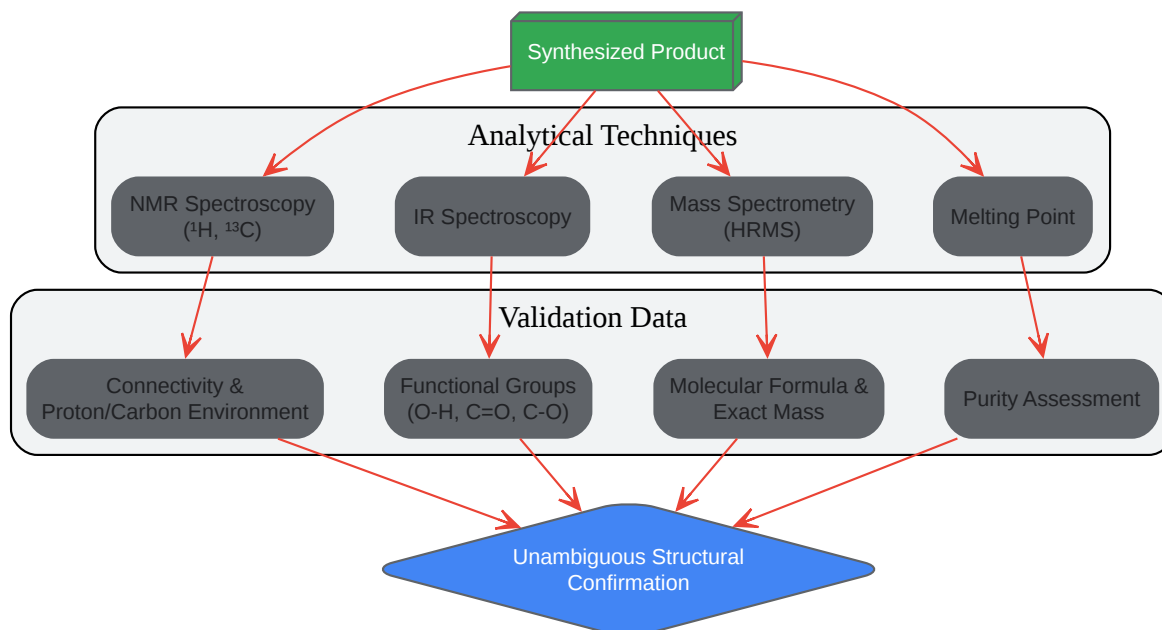 Synthesized Product
Analytical Techniques
NMR Spectroscopy
(¹H, ¹³C)
IR Spectroscopy
Mass Spectrometry
(HRMS)
Melting Point
Validation Data
Connectivity &
Proton/Carbon Environment
Functional Groups
(O-H, C=O, C-O)
Molecular Formula &
Exact Mass
Purity Assessment
Unambiguous Structural
Confirmation